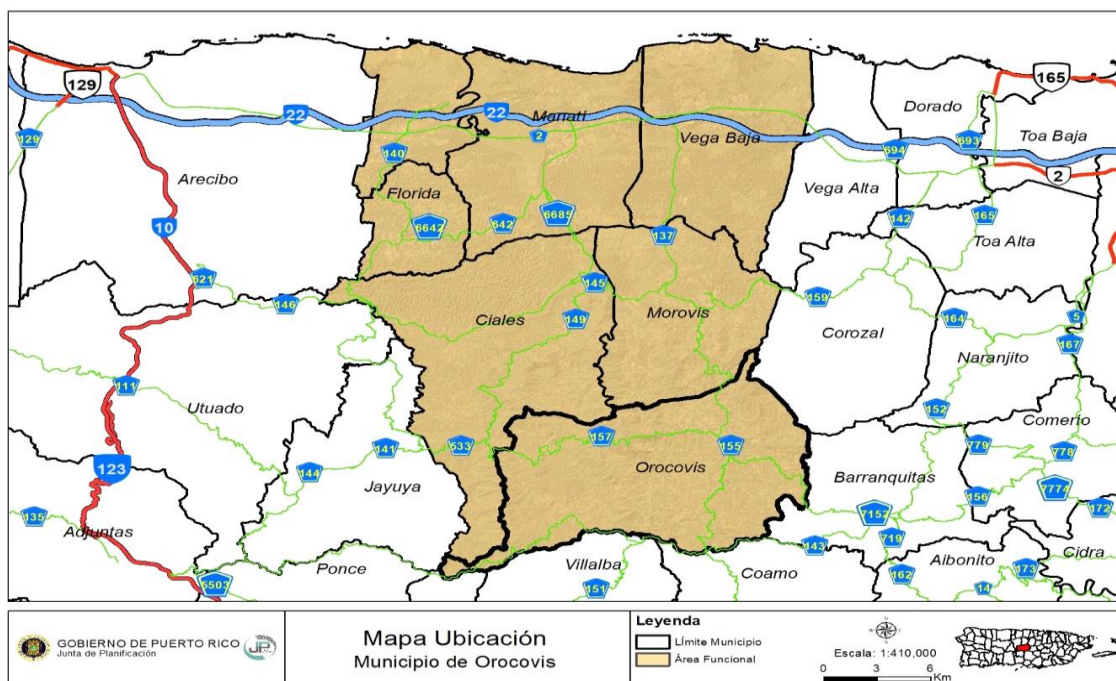 165
129
Dorado
22
22
Manatí
2
Vega Baja
129
694
693
Toa Baja
140
2
Arecibo
Vega Alta
Florida
6642
642
6685
142
165
10
137
Toa Alta
621
145
146
159
Ciales
149
Morovis
164
5
Corozal
167
Naranjito
111
Utuado
152
Comerío
157
155
141
533
779
778
123
144
Orocovis
Barranquitas
Jayuya
156
7774
135
7152
172
Adjuntas
719
143
Ponce
Villalba
Aibonito
Cidra
Coamo
5503
151
162
173
14
GOBIERNO DE PUERTO RICO
Junta de Planificación
JP
Mapa Ubicación
Municipio de Orocovis
Leyenda
Límite Municipio
Área Funcional
Escala: 1:410,000
0 3 6
Km